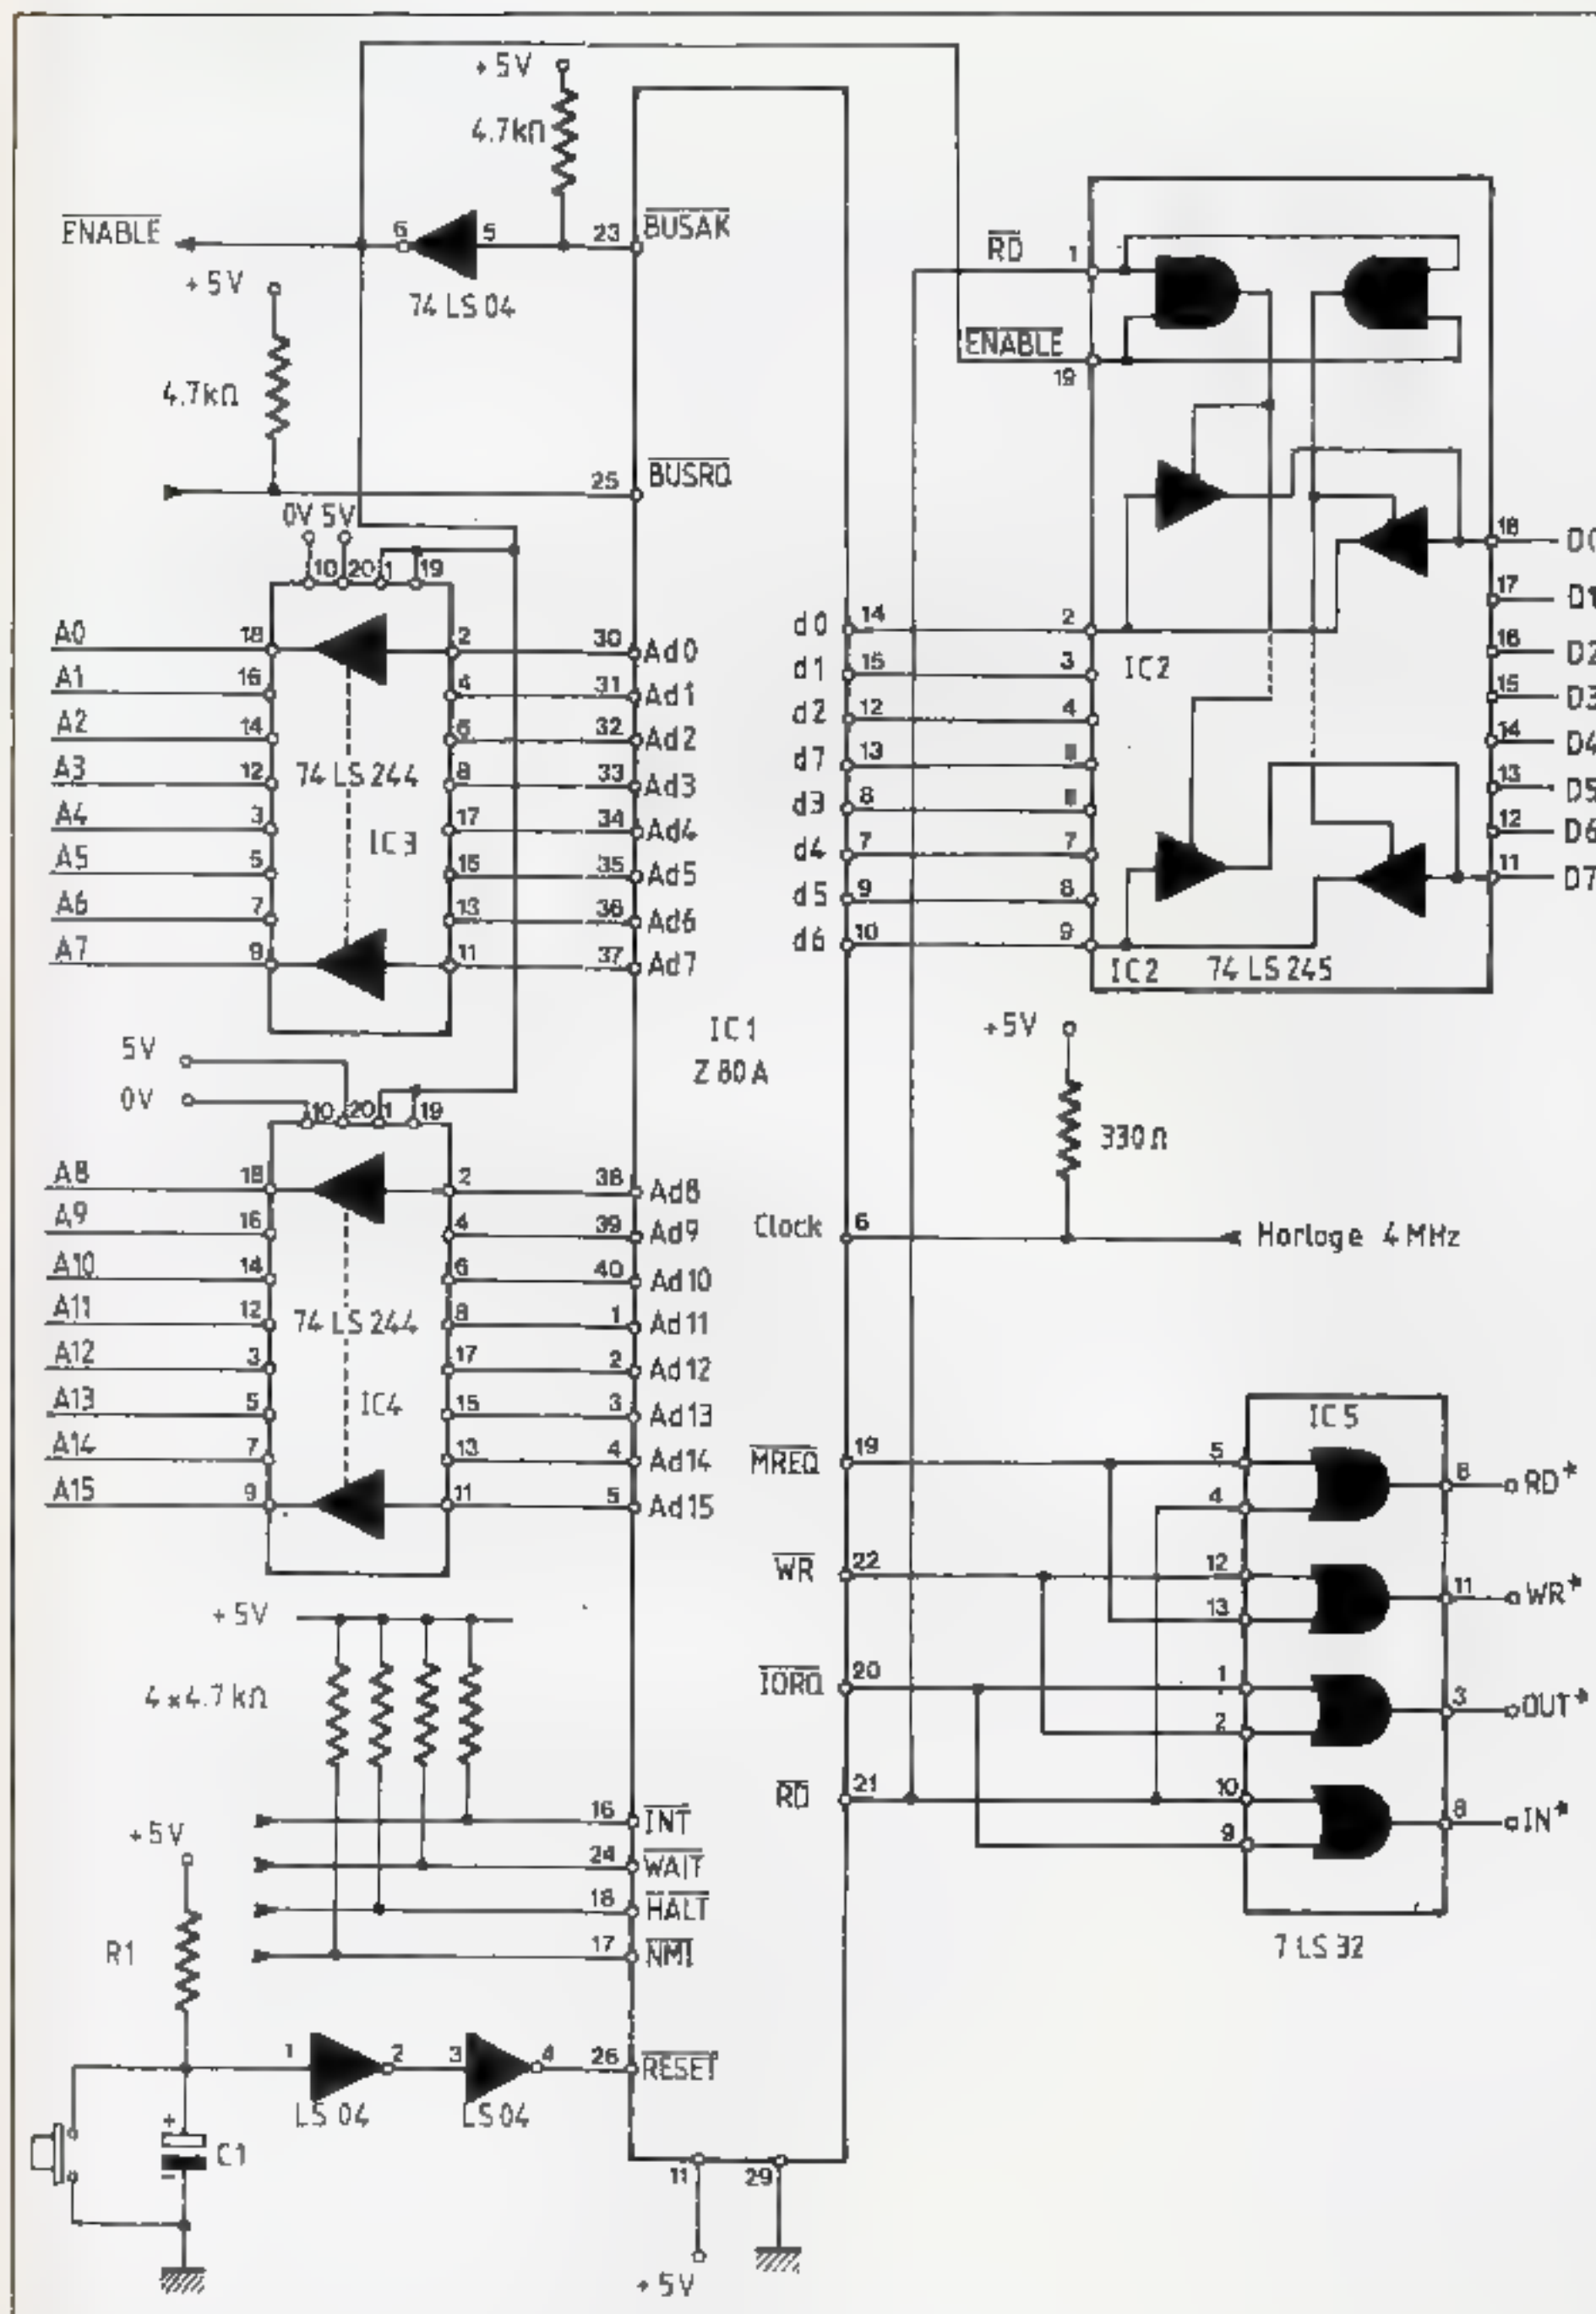 +5V
4.7kΩ
ENABLE
6
5
23
BUSAK
74 LS 04
+5V
4.7kΩ
25
BUSRQ
0V 5V
10 20 1 19
A0 18 2 30 Ad0
A1 16 4 31 Ad1
A2 14 6 32 Ad2
A3 12 74 LS 244 8 33 Ad3
A4 3 IC3 17 34 Ad4
A5 5 15 35 Ad5
A6 7 13 36 Ad6
A7 9 11 37 Ad7
5V
0V
10 20 1 19
A8 18 2 38 Ad8
A9 16 4 39 Ad9
A10 14 6 40 Ad10
A11 12 74 LS 244 8 1 Ad11
A12 3 17 2 Ad12
A13 5 IC4 15 3 Ad13
A14 7 13 4 Ad14
A15 9 11 5 Ad15
+5V
4×4.7kΩ
16 INT
24 WAIT
18 HALT
17 NMI
+5V
R1
1 2 3 4 26 RESET
LS 04 LS 04
+
C1
-
11 29
+5V
IC1
Z 80 A
RD 1
ENABLE
19
d0 14 2
d1 15 3
d2 12 4
d7 13
d3 8
d4 7 7
d5 9 8
d6 10 9
IC2
IC2 74 LS 245
18 D0
17 D1
16 D2
15 D3
14 D4
13 D5
12 D6
11 D7
+5V
330Ω
Clock 6 Horloge 4 MHz
IC5
MREQ 19 5 6 RD*
4
WR 22 12 11 WR*
13
IORQ 20 1 3 OUT*
2
RD 21 10 8 IN*
9
7 LS 32